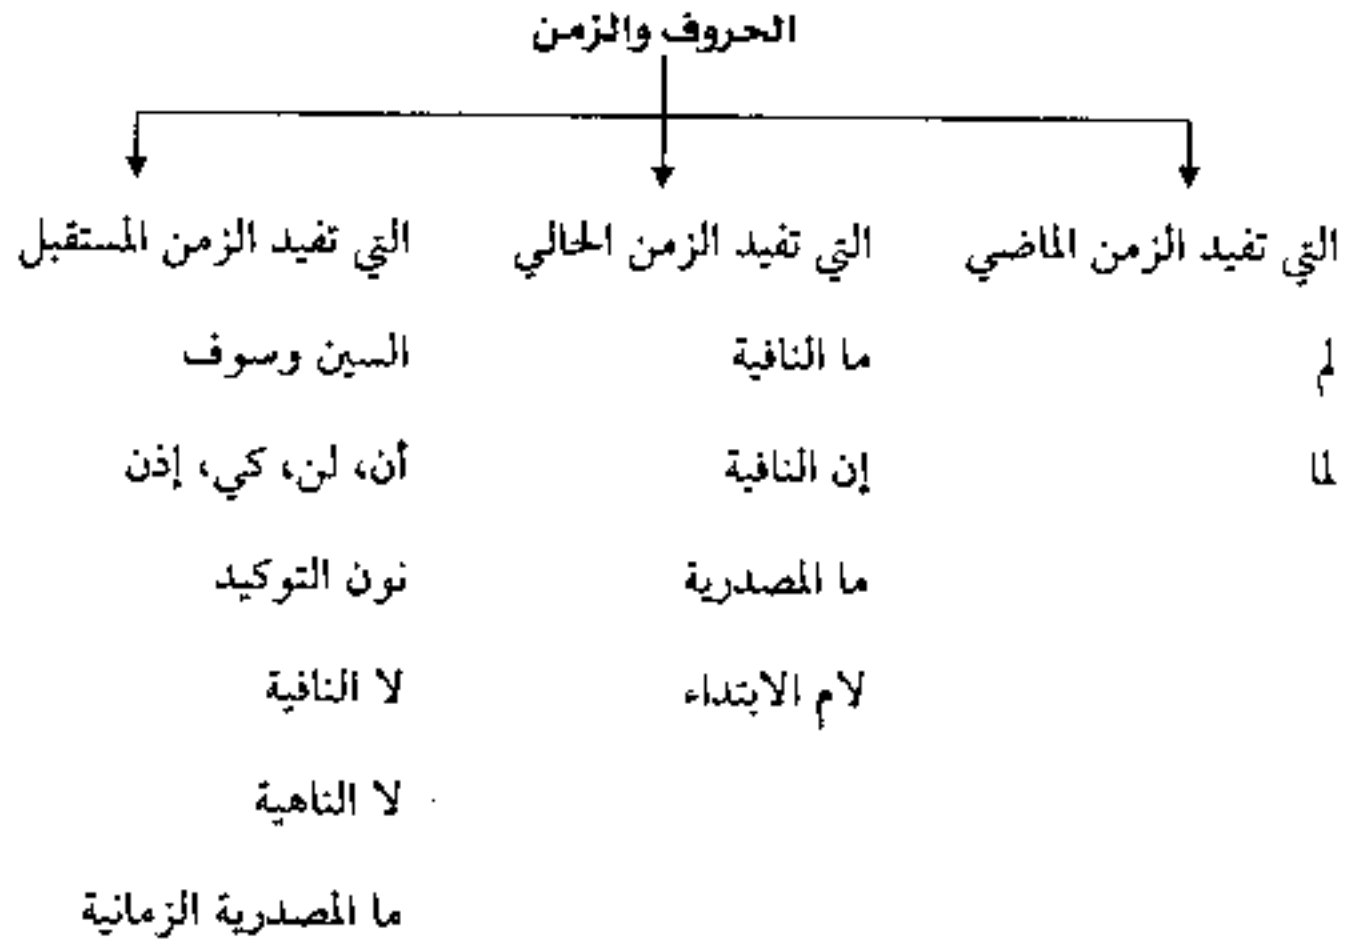 الحروف والزمن
التي تفيد الزمن الماضي
لم
لما
التي تفيد الزمن الحالي
ما النافية
إن النافية
ما المصدرية
لام الابتداء
التي تفيد الزمن المستقبل
السين وسوف
أن، لن، كي، إذن
نون التوكيد
لا النافية
لا الناهية
ما المصدرية الزمانية